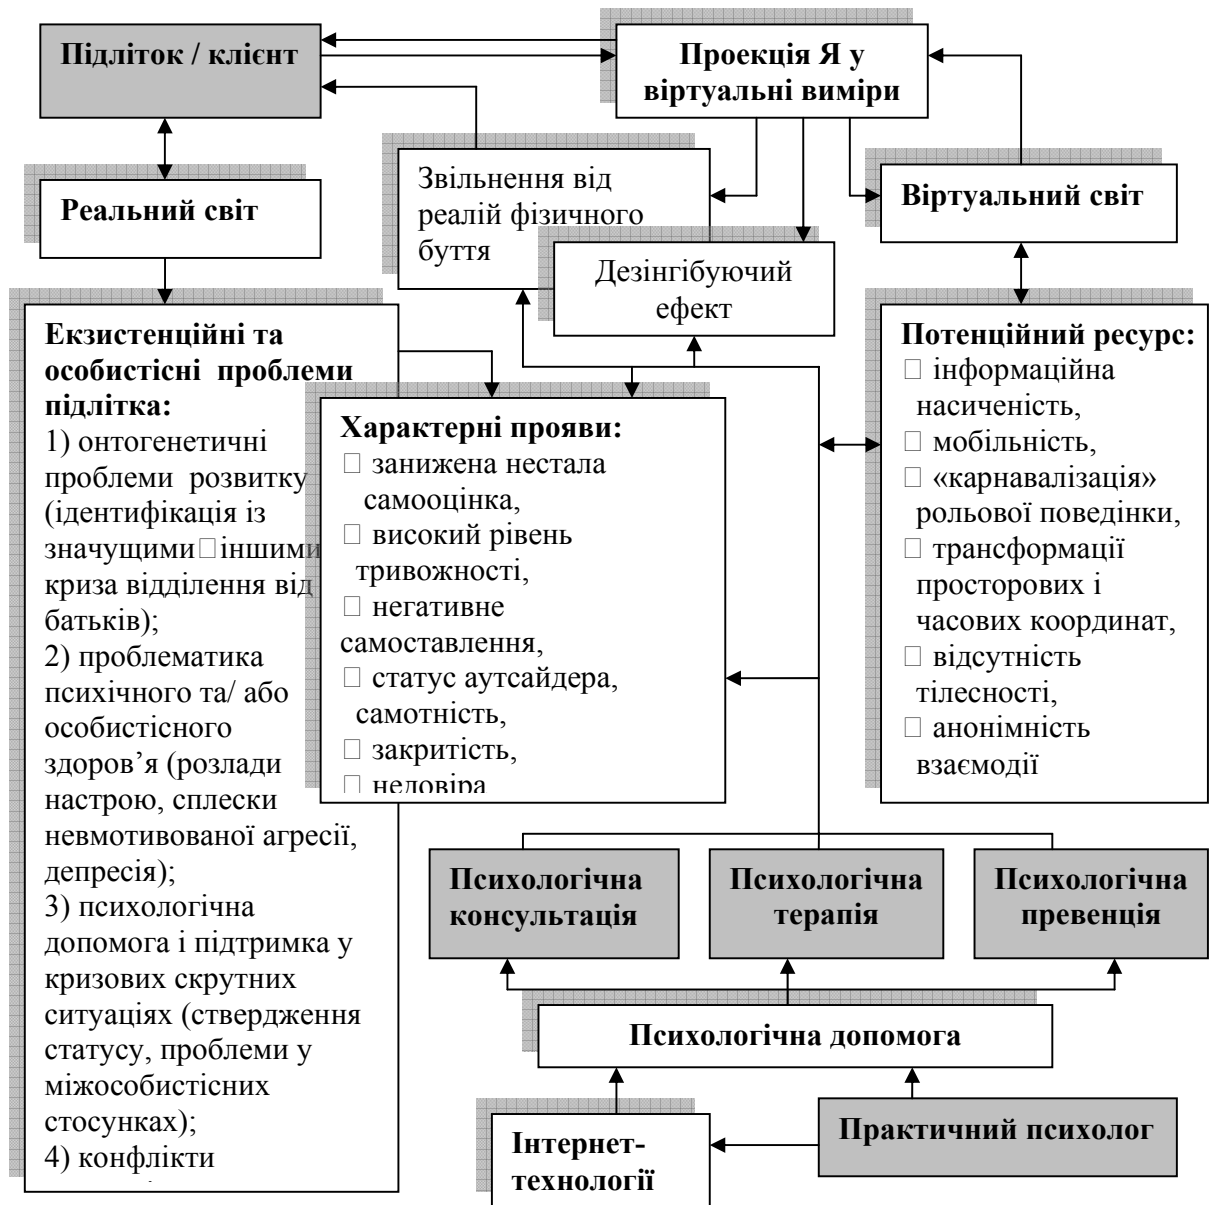 Підліток / клієнт
Проекція Я у
віртуальні виміри
Реальний світ
Звільнення від
реалій фізичного
буття
Віртуальний світ
Дезінгібуючий
ефект
Екзистенційні та
особистісні проблеми
підлітка:
1) онтогенетичні
проблеми розвитку
(ідентифікація із
значущими□іншими
криза відділення від
батьків);
2) проблематика
психічного та/ або
особистісного
здоров’я (розлади
настрою, сплески
невмотивованої агресії,
депресія);
3) психологічна
допомога і підтримка у
кризових скрутних
ситуаціях (ствердження
статусу, проблеми у
міжособистісних
стосунках);
4) конфлікти
Характерні прояви:
□ занижена нестала
самооцінка,
□ високий рівень
тривожності,
□ негативне
самоставлення,
□ статус аутсайдера,
самотність,
□ закритість,
□ недовіра
Потенційний ресурс:
□ інформаційна
насиченість,
□ мобільність,
□ «карнавалізація»
рольової поведінки,
□ трансформації
просторових і
часових координат,
□ відсутність
тілесності,
□ анонімність
взаємодії
Психологічна
консультація
Психологічна
терапія
Психологічна
превенція
Психологічна допомога
Інтернет-
технології
Практичний психолог